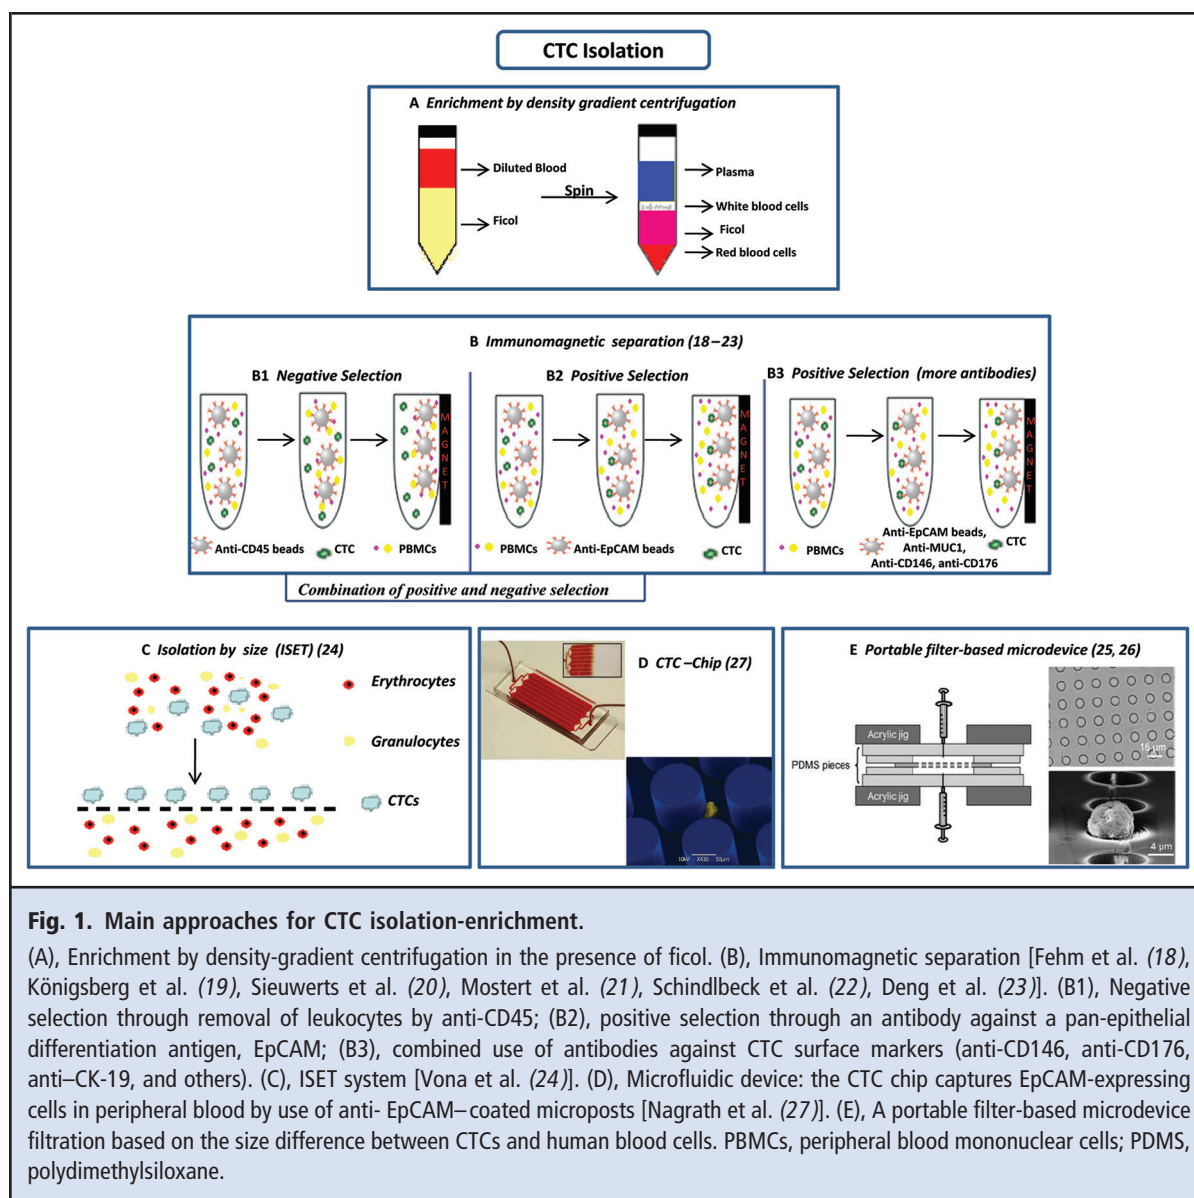 CTC Isolation
A Enrichment by density gradient centrifugation
Diluted Blood
Spin
Ficol
Plasma
White blood cells
Ficol
Red blood cells
B Immunomagnetic separation (18–23)
B1 Negative Selection
MAGNET
Anti-CD45 beads
CTC
PBMCs
B2 Positive Selection
MAGNET
PBMCs
Anti-EpCAM beads
CTC
B3 Positive Selection (more antibodies)
MAGNET
PBMCs
Anti-EpCAM beads,
Anti-MUC1,
Anti-CD146, anti-CD176
CTC
Combination of positive and negative selection
C Isolation by size (ISET) (24)
Erythrocytes
Granulocytes
CTCs
D CTC –Chip (27)
10kV X430 50µm
E Portable filter-based microdevice (25, 26)
Acrylic jig
PDMS pieces
Acrylic jig
16 µm
4 µm
Fig. 1. Main approaches for CTC isolation-enrichment.
(A), Enrichment by density-gradient centrifugation in the presence of ficol. (B), Immunomagnetic separation [Fehm et al. (18),
Königsberg et al. (19), Sieuwerts et al. (20), Mostert et al. (21), Schindlbeck et al. (22), Deng et al. (23)]. (B1), Negative
selection through removal of leukocytes by anti-CD45; (B2), positive selection through an antibody against a pan-epithelial
differentiation antigen, EpCAM; (B3), combined use of antibodies against CTC surface markers (anti-CD146, anti-CD176,
anti–CK-19, and others). (C), ISET system [Vona et al. (24)]. (D), Microfluidic device: the CTC chip captures EpCAM-expressing
cells in peripheral blood by use of anti- EpCAM–coated microposts [Nagrath et al. (27)]. (E), A portable filter-based microdevice
filtration based on the size difference between CTCs and human blood cells. PBMCs, peripheral blood mononuclear cells; PDMS,
polydimethylsiloxane.